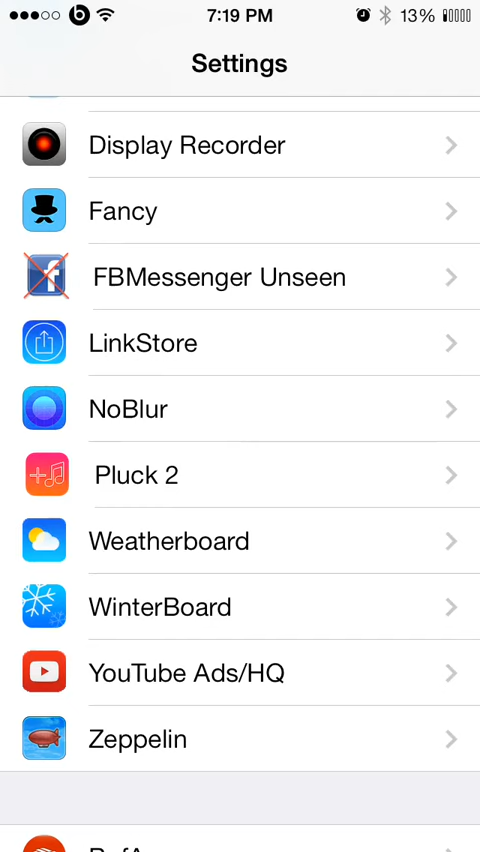 7:19 PM 13%
Settings
Display Recorder
Fancy
FBMessenger Unseen
LinkStore
NoBlur
Pluck 2
Weatherboard
WinterBoard
YouTube Ads/HQ
Zeppelin